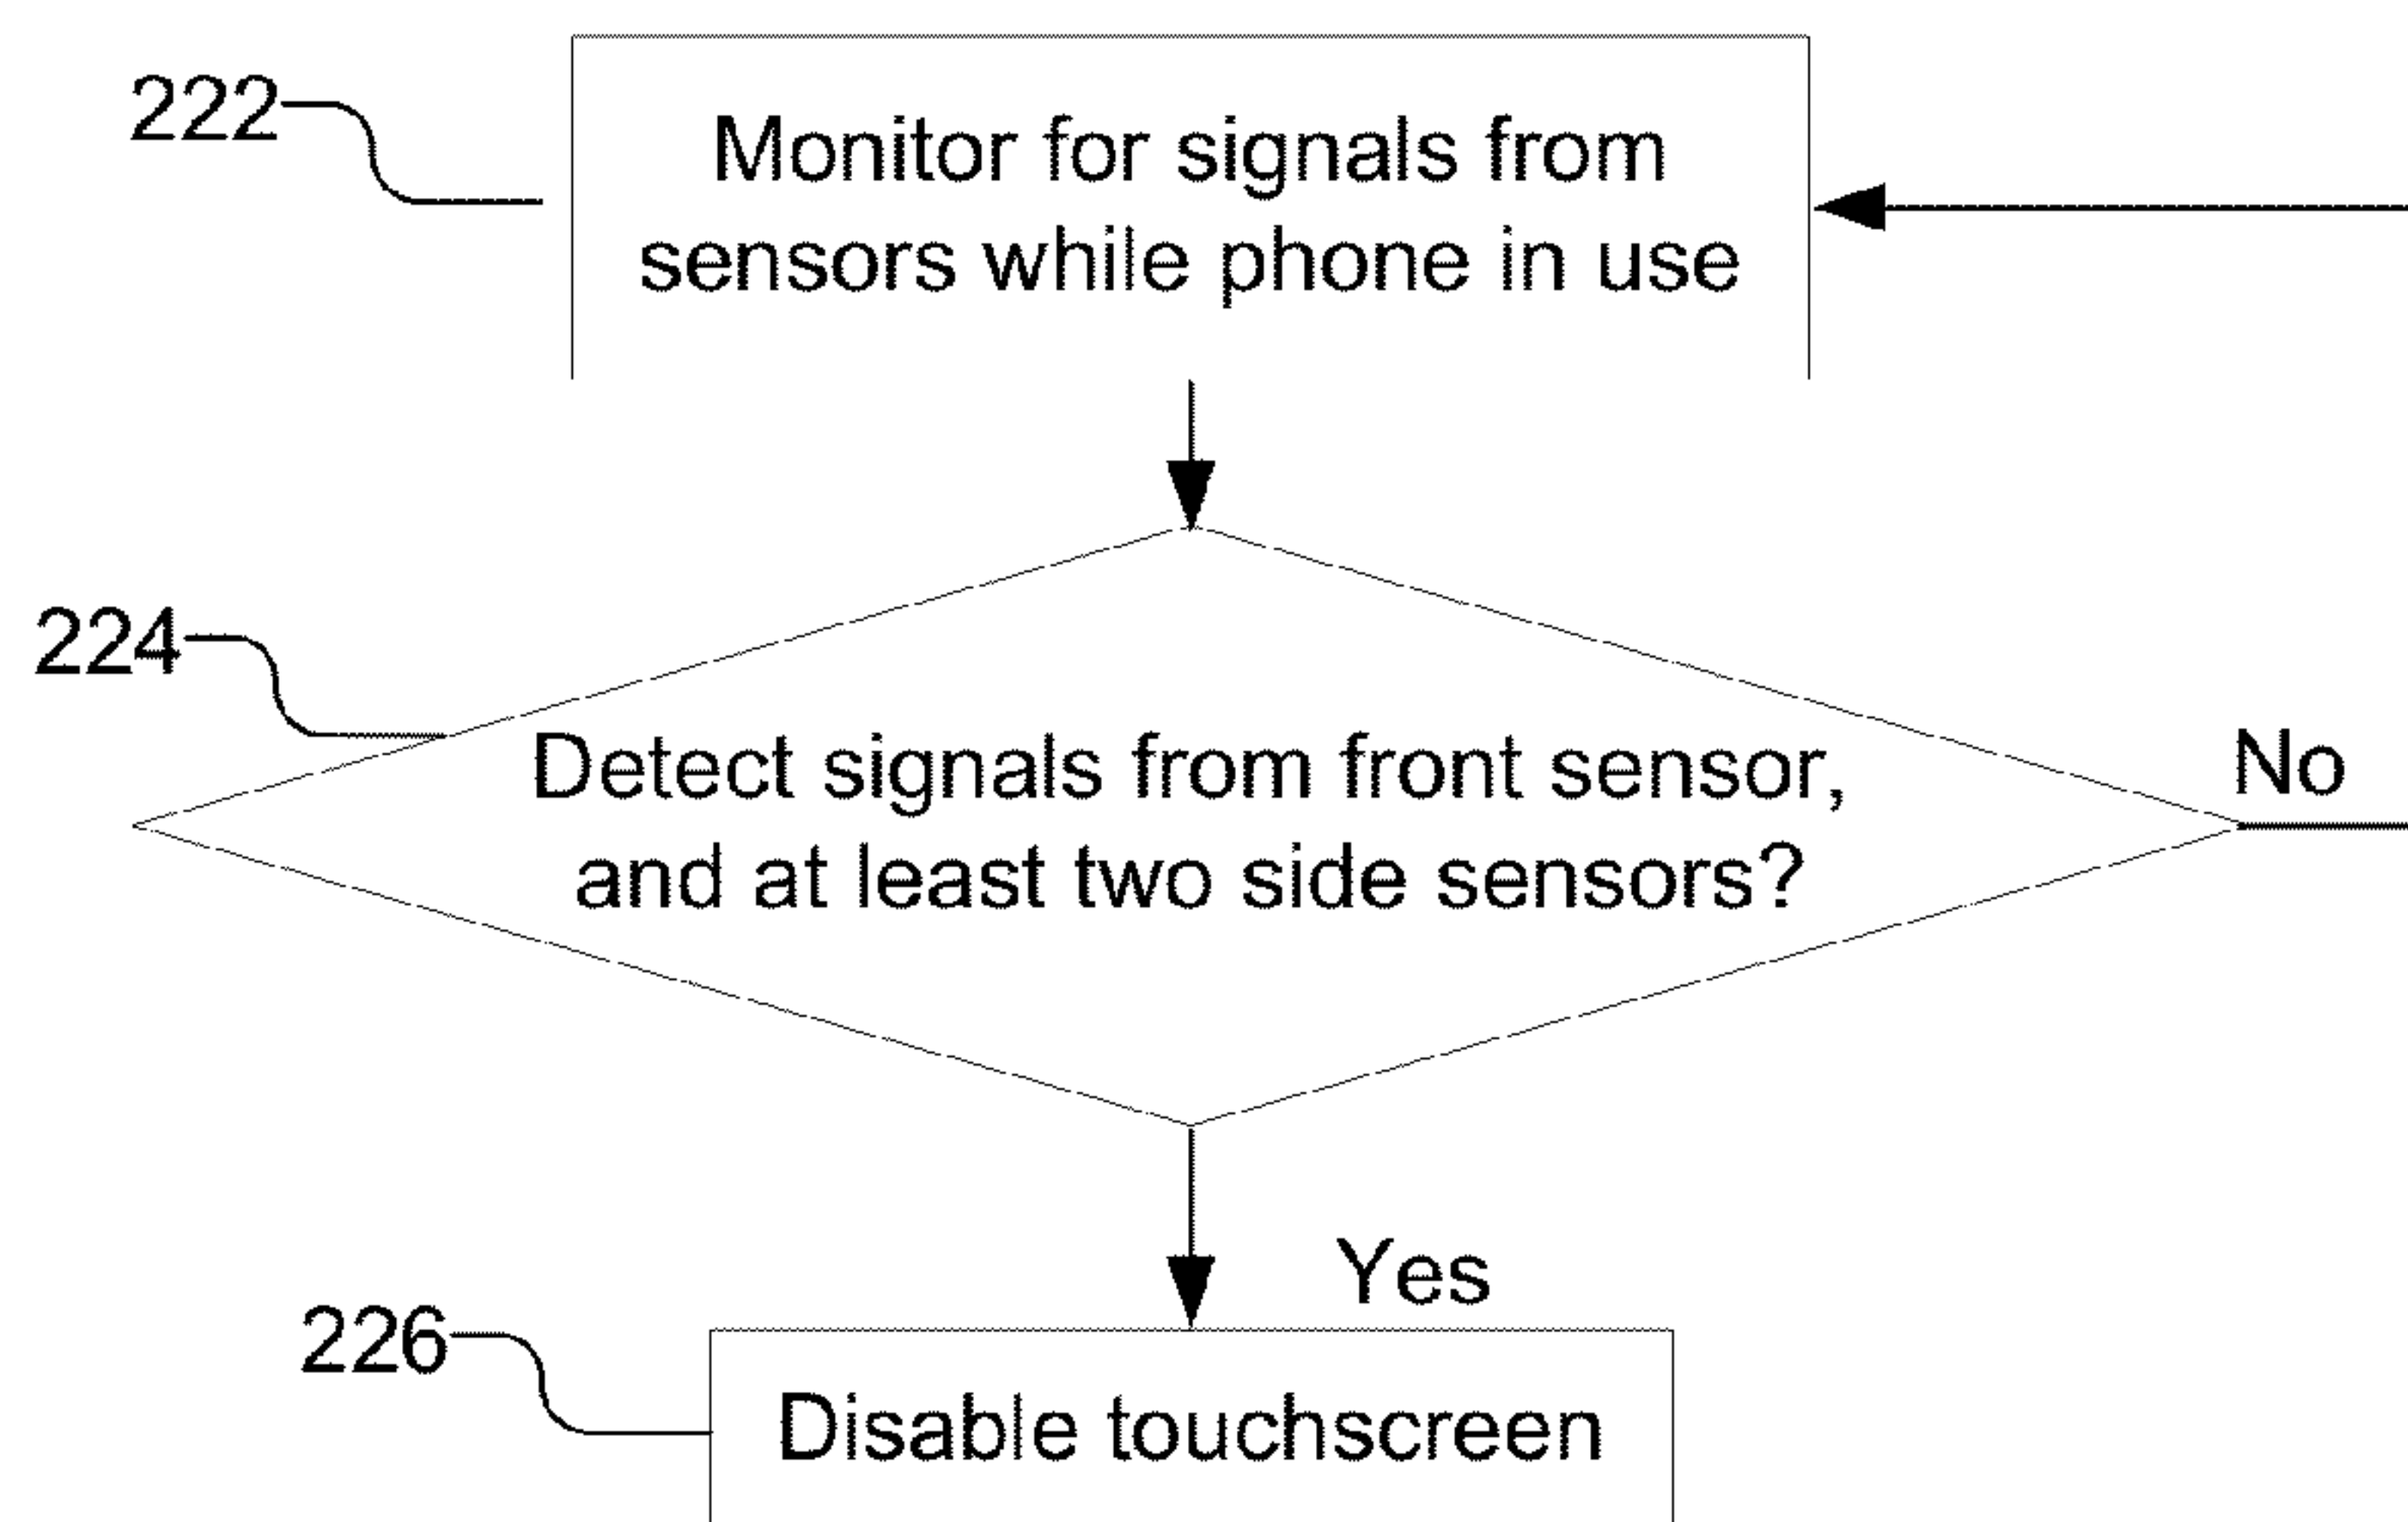 222
Monitor for signals from
sensors while phone in use
224
Detect signals from front sensor,
and at least two side sensors?
No
Yes
226
Disable touchscreen